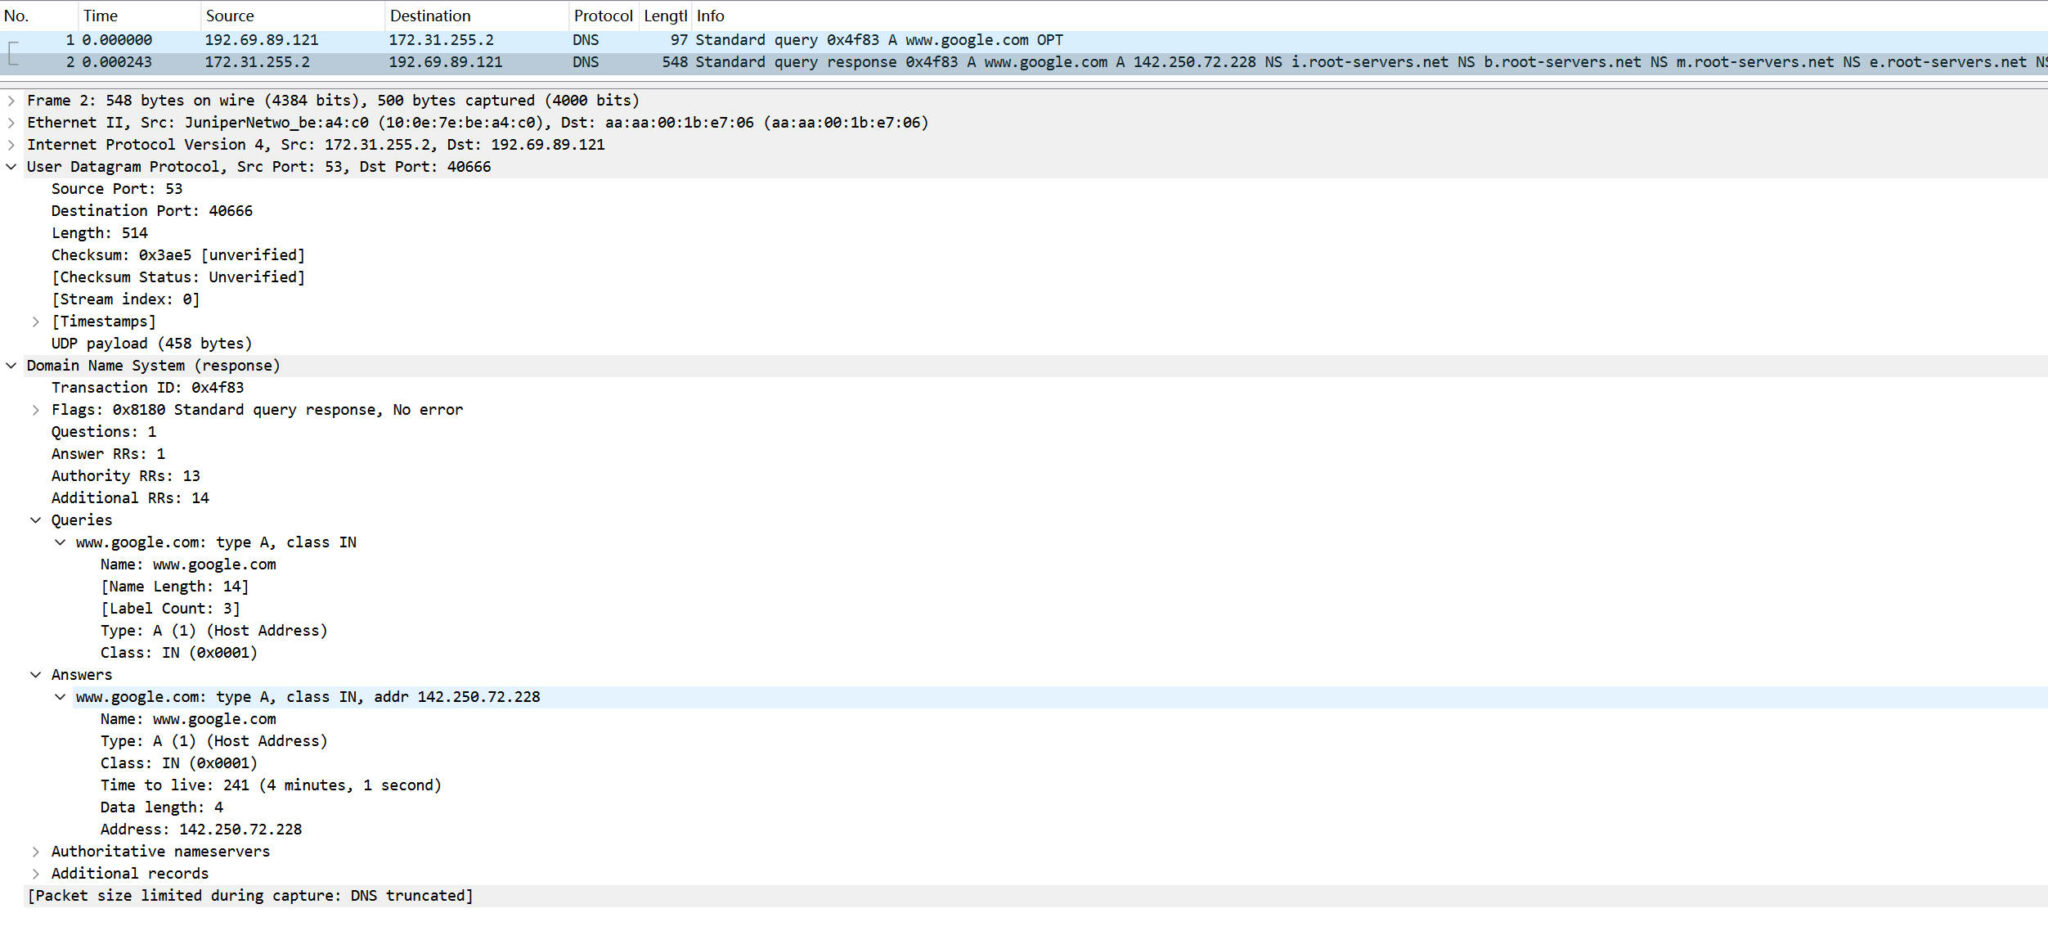 No. Time Source Destination Protocol Lengtl Info
1 0.000000 192.69.89.121 172.31.255.2 DNS 97 Standard query 0x4f83 A www.google.com OPT
2 0.000243 172.31.255.2 192.69.89.121 DNS 548 Standard query response 0x4f83 A www.google.com A 142.250.72.228 NS i.root-servers.net NS b.root-servers.net NS m.root-servers.net NS e.root-servers.net NS
Frame 2: 548 bytes on wire (4384 bits), 500 bytes captured (4000 bits)
Ethernet II, Src: JuniperNetwo_be:a4:c0 (10:0e:7e:be:a4:c0), Dst: aa:aa:00:1b:e7:06 (aa:aa:00:1b:e7:06)
Internet Protocol Version 4, Src: 172.31.255.2, Dst: 192.69.89.121
User Datagram Protocol, Src Port: 53, Dst Port: 40666
Source Port: 53
Destination Port: 40666
Length: 514
Checksum: 0x3ae5 [unverified]
[Checksum Status: Unverified]
[Stream index: 0]
[Timestamps]
UDP payload (458 bytes)
Domain Name System (response)
Transaction ID: 0x4f83
Flags: 0x8180 Standard query response, No error
Questions: 1
Answer RRs: 1
Authority RRs: 13
Additional RRs: 14
Queries
www.google.com: type A, class IN
Name: www.google.com
[Name Length: 14]
[Label Count: 3]
Type: A (1) (Host Address)
Class: IN (0x0001)
Answers
www.google.com: type A, class IN, addr 142.250.72.228
Name: www.google.com
Type: A (1) (Host Address)
Class: IN (0x0001)
Time to live: 241 (4 minutes, 1 second)
Data length: 4
Address: 142.250.72.228
Authoritative nameservers
Additional records
[Packet size limited during capture: DNS truncated]